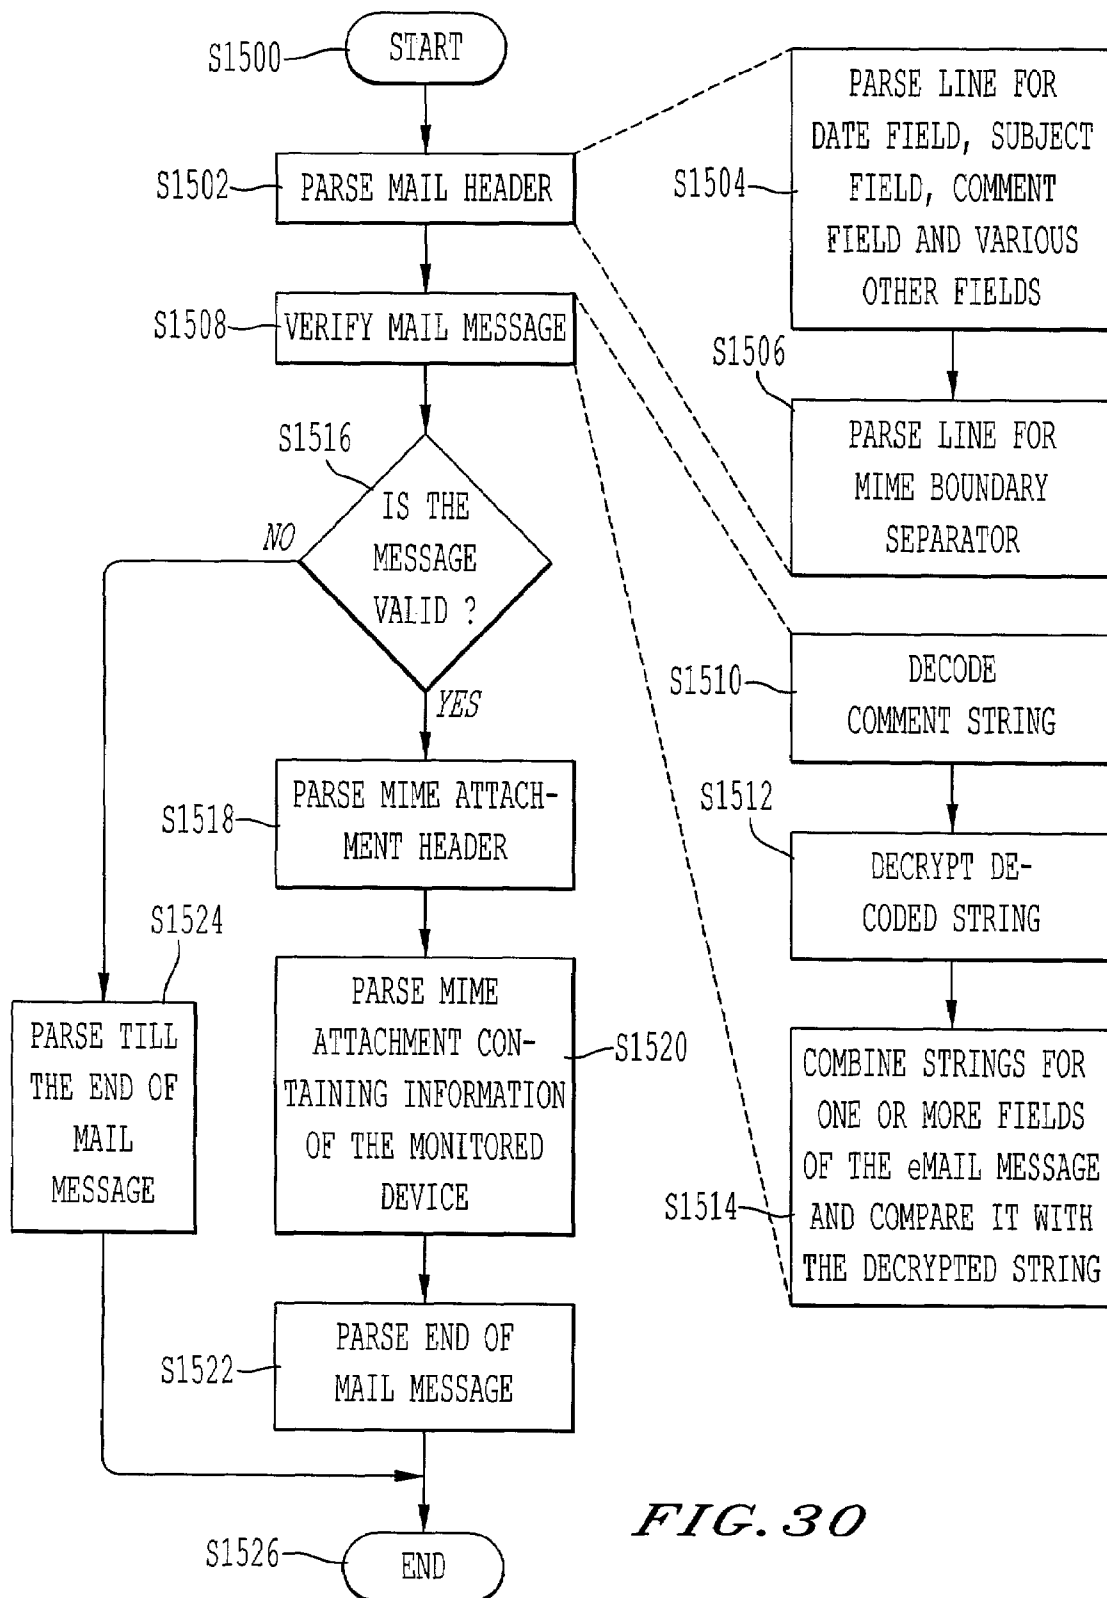 S1500
START
S1502
PARSE MAIL HEADER
S1504
PARSE LINE FOR
DATE FIELD, SUBJECT
FIELD, COMMENT
FIELD AND VARIOUS
OTHER FIELDS
S1506
PARSE LINE FOR
MIME BOUNDARY
SEPARATOR
S1508
VERIFY MAIL MESSAGE
S1510
DECODE
COMMENT STRING
S1512
DECRYPT DE-
CODED STRING
S1514
COMBINE STRINGS FOR
ONE OR MORE FIELDS
OF THE eMAIL MESSAGE
AND COMPARE IT WITH
THE DECRYPTED STRING
S1516
IS THE
MESSAGE
VALID ?
NO
YES
S1518
PARSE MIME ATTACH-
MENT HEADER
S1520
PARSE MIME
ATTACHMENT CON-
TAINING INFORMATION
OF THE MONITORED
DEVICE
S1522
PARSE END OF
MAIL MESSAGE
S1524
PARSE TILL
THE END OF
MAIL
MESSAGE
S1526
END
FIG. 30